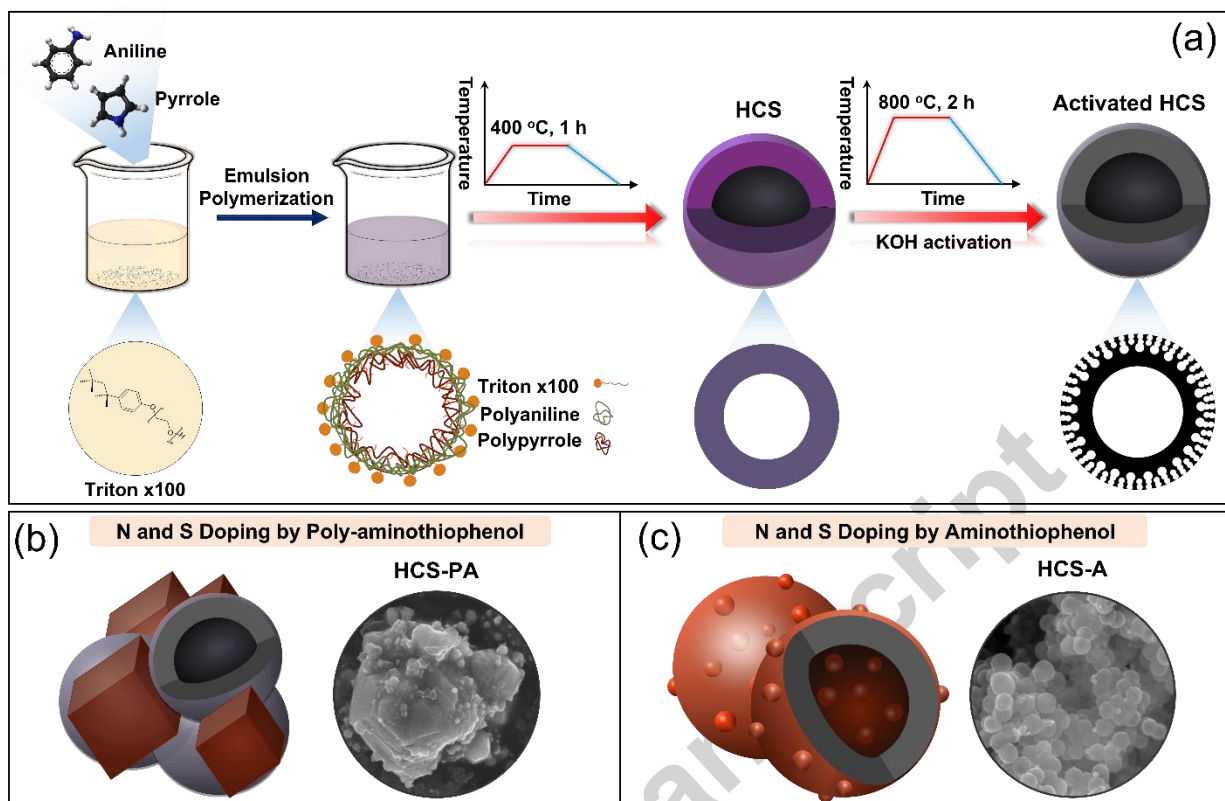 (a)
Aniline
Pyrrole
Emulsion
Polymerization
Temperature
400 °C, 1 h
Time
HCS
Temperature
800 °C, 2 h
Time
KOH activation
Activated HCS
Triton x100
Triton x100
Polyaniline
Polypyrrole
(b)
N and S Doping by Poly-aminothiophenol
HCS-PA
(c)
N and S Doping by Aminothiophenol
HCS-A